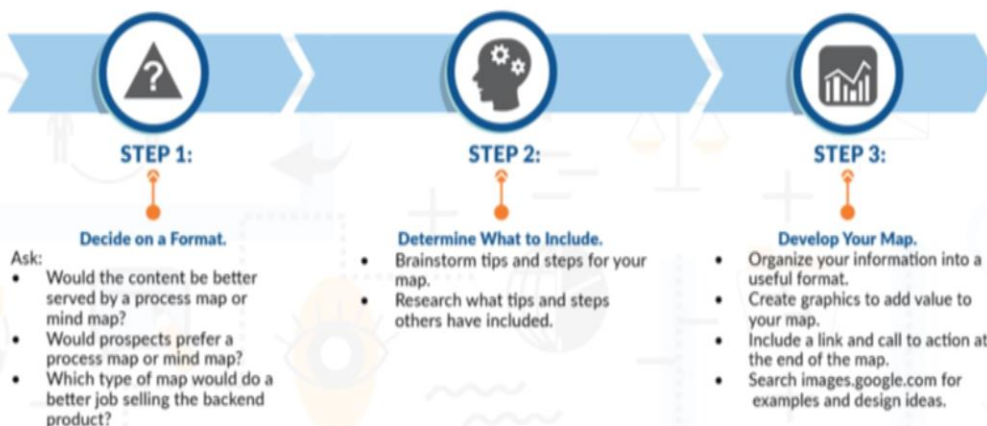 ?
STEP 1:
Decide on a Format.
Ask:
• Would the content be better
served by a process map or
mind map?
• Would prospects prefer a
process map or mind map?
• Which type of map would do a
better job selling the backend
product?
STEP 2:
Determine What to Include.
• Brainstorm tips and steps for your
map.
• Research what tips and steps
others have included.
STEP 3:
Develop Your Map.
• Organize your information into a
useful format.
• Create graphics to add value to
your map.
• Include a link and call to action at
the end of the map.
• Search images.google.com for
examples and design ideas.